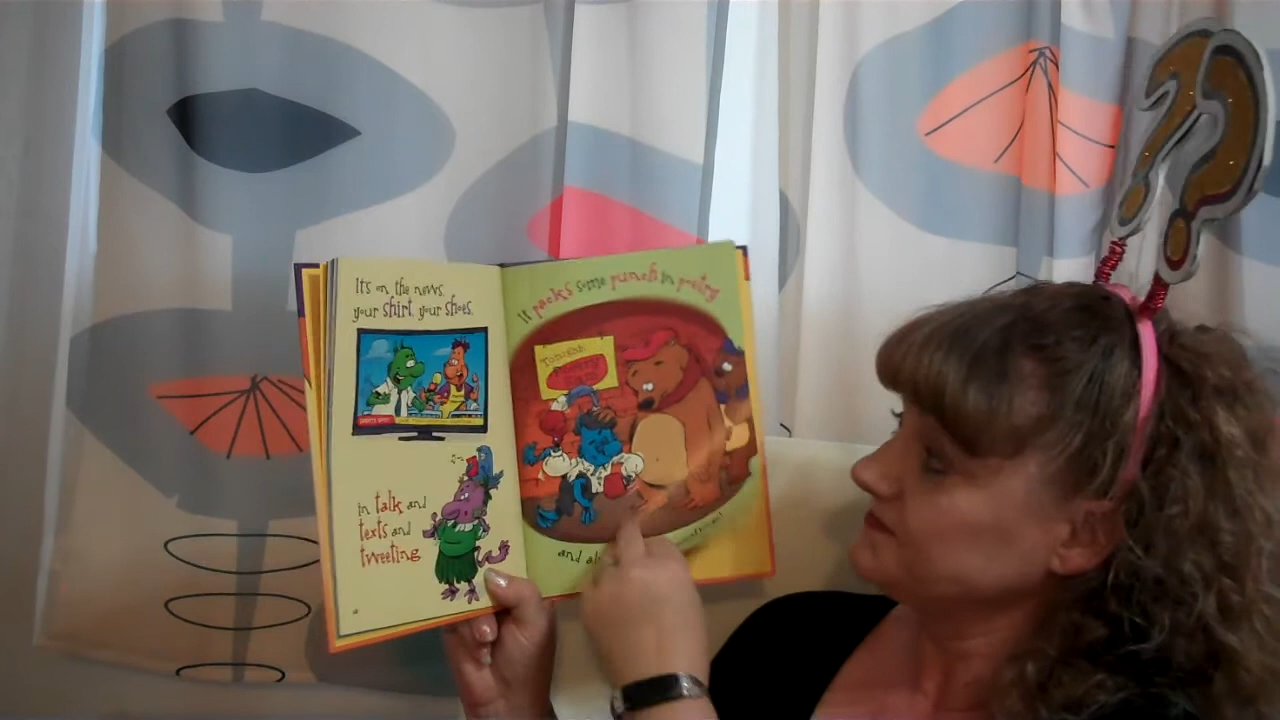 It's on the news,
your shirt, your shoes,
in talk and
texts and
tweeting
It packs some punch in poetry
and